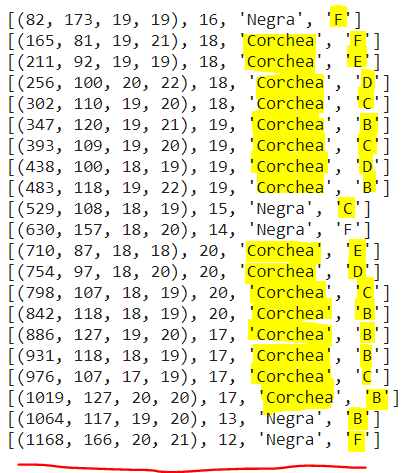 [(82, 173, 19, 19), 16, 'Negra', 'F']
[(165, 81, 19, 21), 18, 'Corchea', 'F']
[(211, 92, 19, 19), 18, 'Corchea', 'E']
[(256, 100, 20, 22), 18, 'Corchea', 'D']
[(302, 110, 19, 20), 18, 'Corchea', 'C']
[(347, 120, 19, 21), 19, 'Corchea', 'B']
[(393, 109, 19, 20), 19, 'Corchea', 'C']
[(438, 100, 18, 19), 19, 'Corchea', 'D']
[(483, 118, 19, 22), 19, 'Corchea', 'B']
[(529, 108, 18, 19), 15, 'Negra', 'C']
[(630, 157, 18, 20), 14, 'Negra', 'F']
[(710, 87, 18, 18), 20, 'Corchea', 'E']
[(754, 97, 18, 20), 20, 'Corchea', 'D']
[(798, 107, 18, 19), 20, 'Corchea', 'C']
[(842, 118, 18, 19), 20, 'Corchea', 'B']
[(886, 127, 19, 20), 17, 'Corchea', 'B']
[(931, 118, 18, 19), 17, 'Corchea', 'B']
[(976, 107, 17, 19), 17, 'Corchea', 'C']
[(1019, 127, 20, 20), 17, 'Corchea', 'B']
[(1064, 117, 19, 20), 13, 'Negra', 'B']
[(1168, 166, 20, 21), 12, 'Negra', 'F']